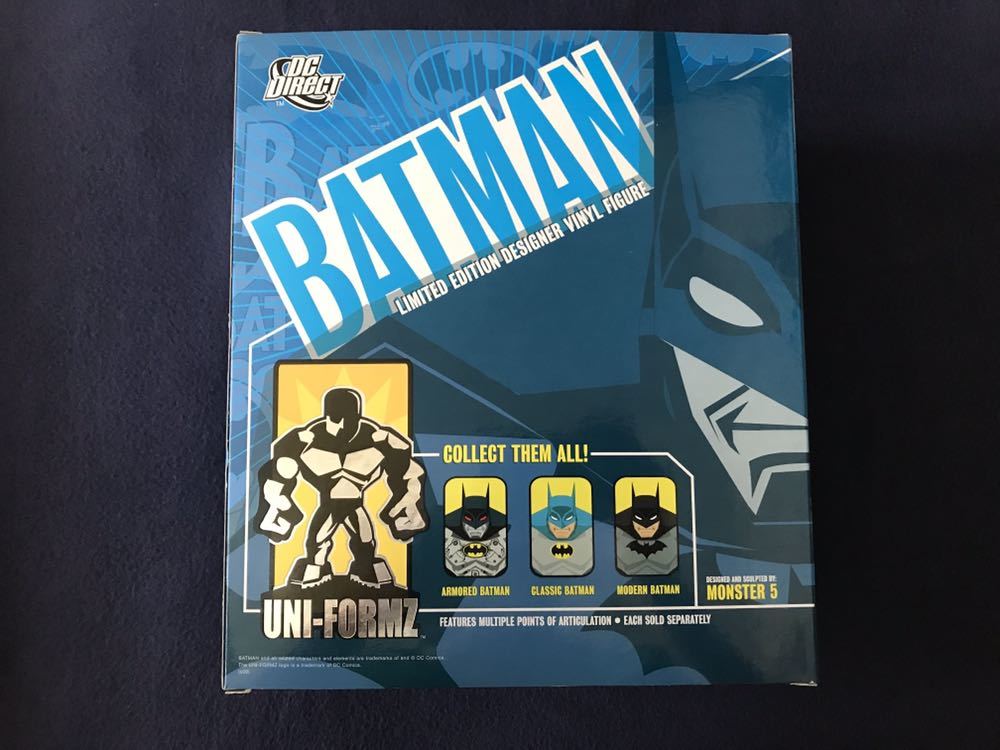 DC
DIRECT
TM
BATMAN
LIMITED EDITION DESIGNER VINYL FIGURE
COLLECT THEM ALL!
ARMORED BATMAN
CLASSIC BATMAN
MODERN BATMAN
DESIGNED AND SCULPTED BY:
MONSTER 5
UNI-FORMZ
FEATURES MULTIPLE POINTS OF ARTICULATION • EACH SOLD SEPARATELY
BATMAN and all related characters and elements are trademarks of and © DC Comics.
The UNI-FORMZ logo is a trademark of DC Comics.